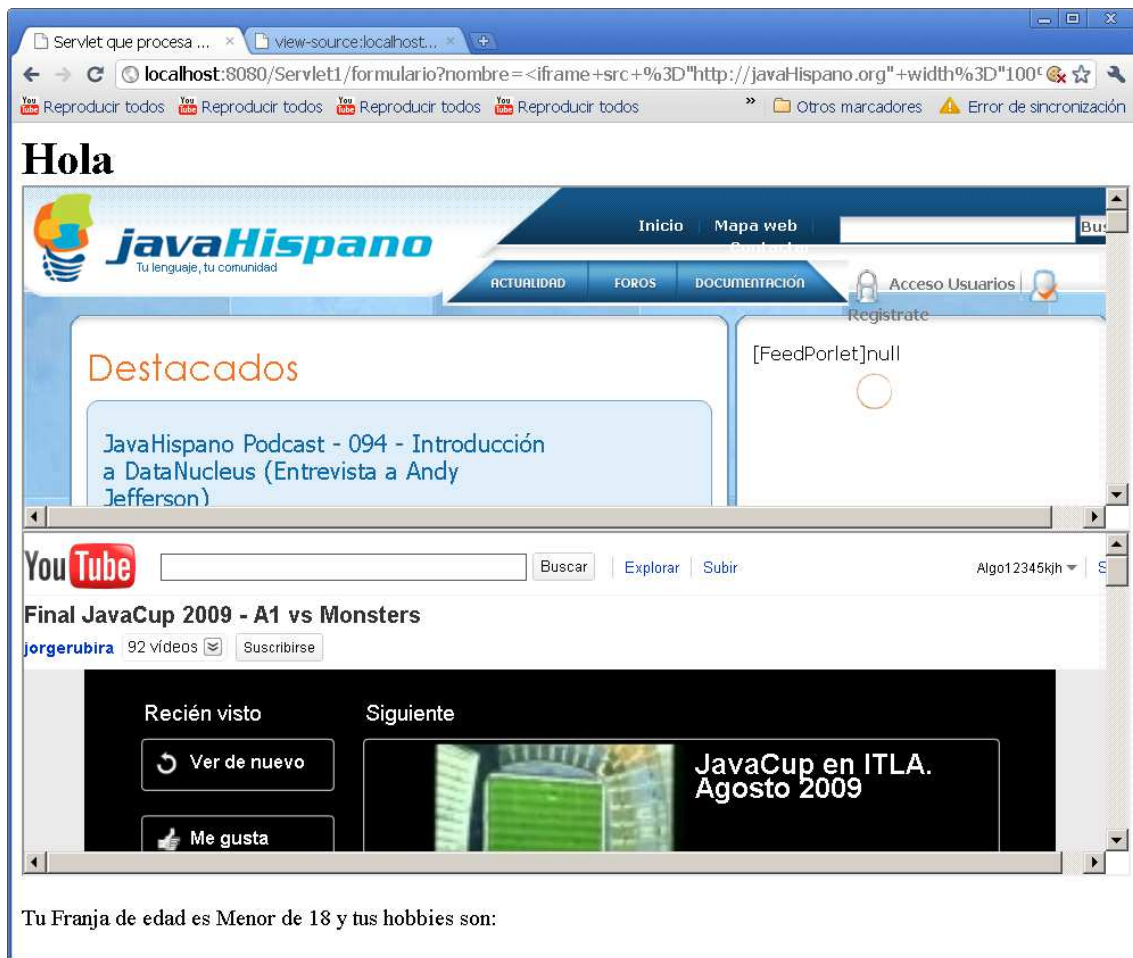 Servlet que procesa ...
view-source:localhost...
localhost:8080/Servlet1/formulario?nombre=<iframe+src+%3D"http://javaHispano.org"+width%3D"100
Reproducir todos Reproducir todos Reproducir todos Reproducir todos » Otros marcadores Error de sincronización
Hola
javaHispano
Tu lenguaje, tu comunidad
Inicio Mapa web
Contactar
ACTUALIDAD FOROS DOCUMENTACIÓN
Acceso Usuarios
Registrate
Destacados
JavaHispano Podcast - 094 - Introducción
a DataNucleus (Entrevista a Andy
Jefferson)
[FeedPorlet]null
YouTube Buscar Explorar Subir Algo12345kjh
Final JavaCup 2009 - A1 vs Monsters
jorgerubira 92 vídeos Suscribirse
Recién visto Siguiente
Ver de nuevo
Me gusta
JavaCup en ITLA.
Agosto 2009
Tu Franja de edad es Menor de 18 y tus hobbies son: